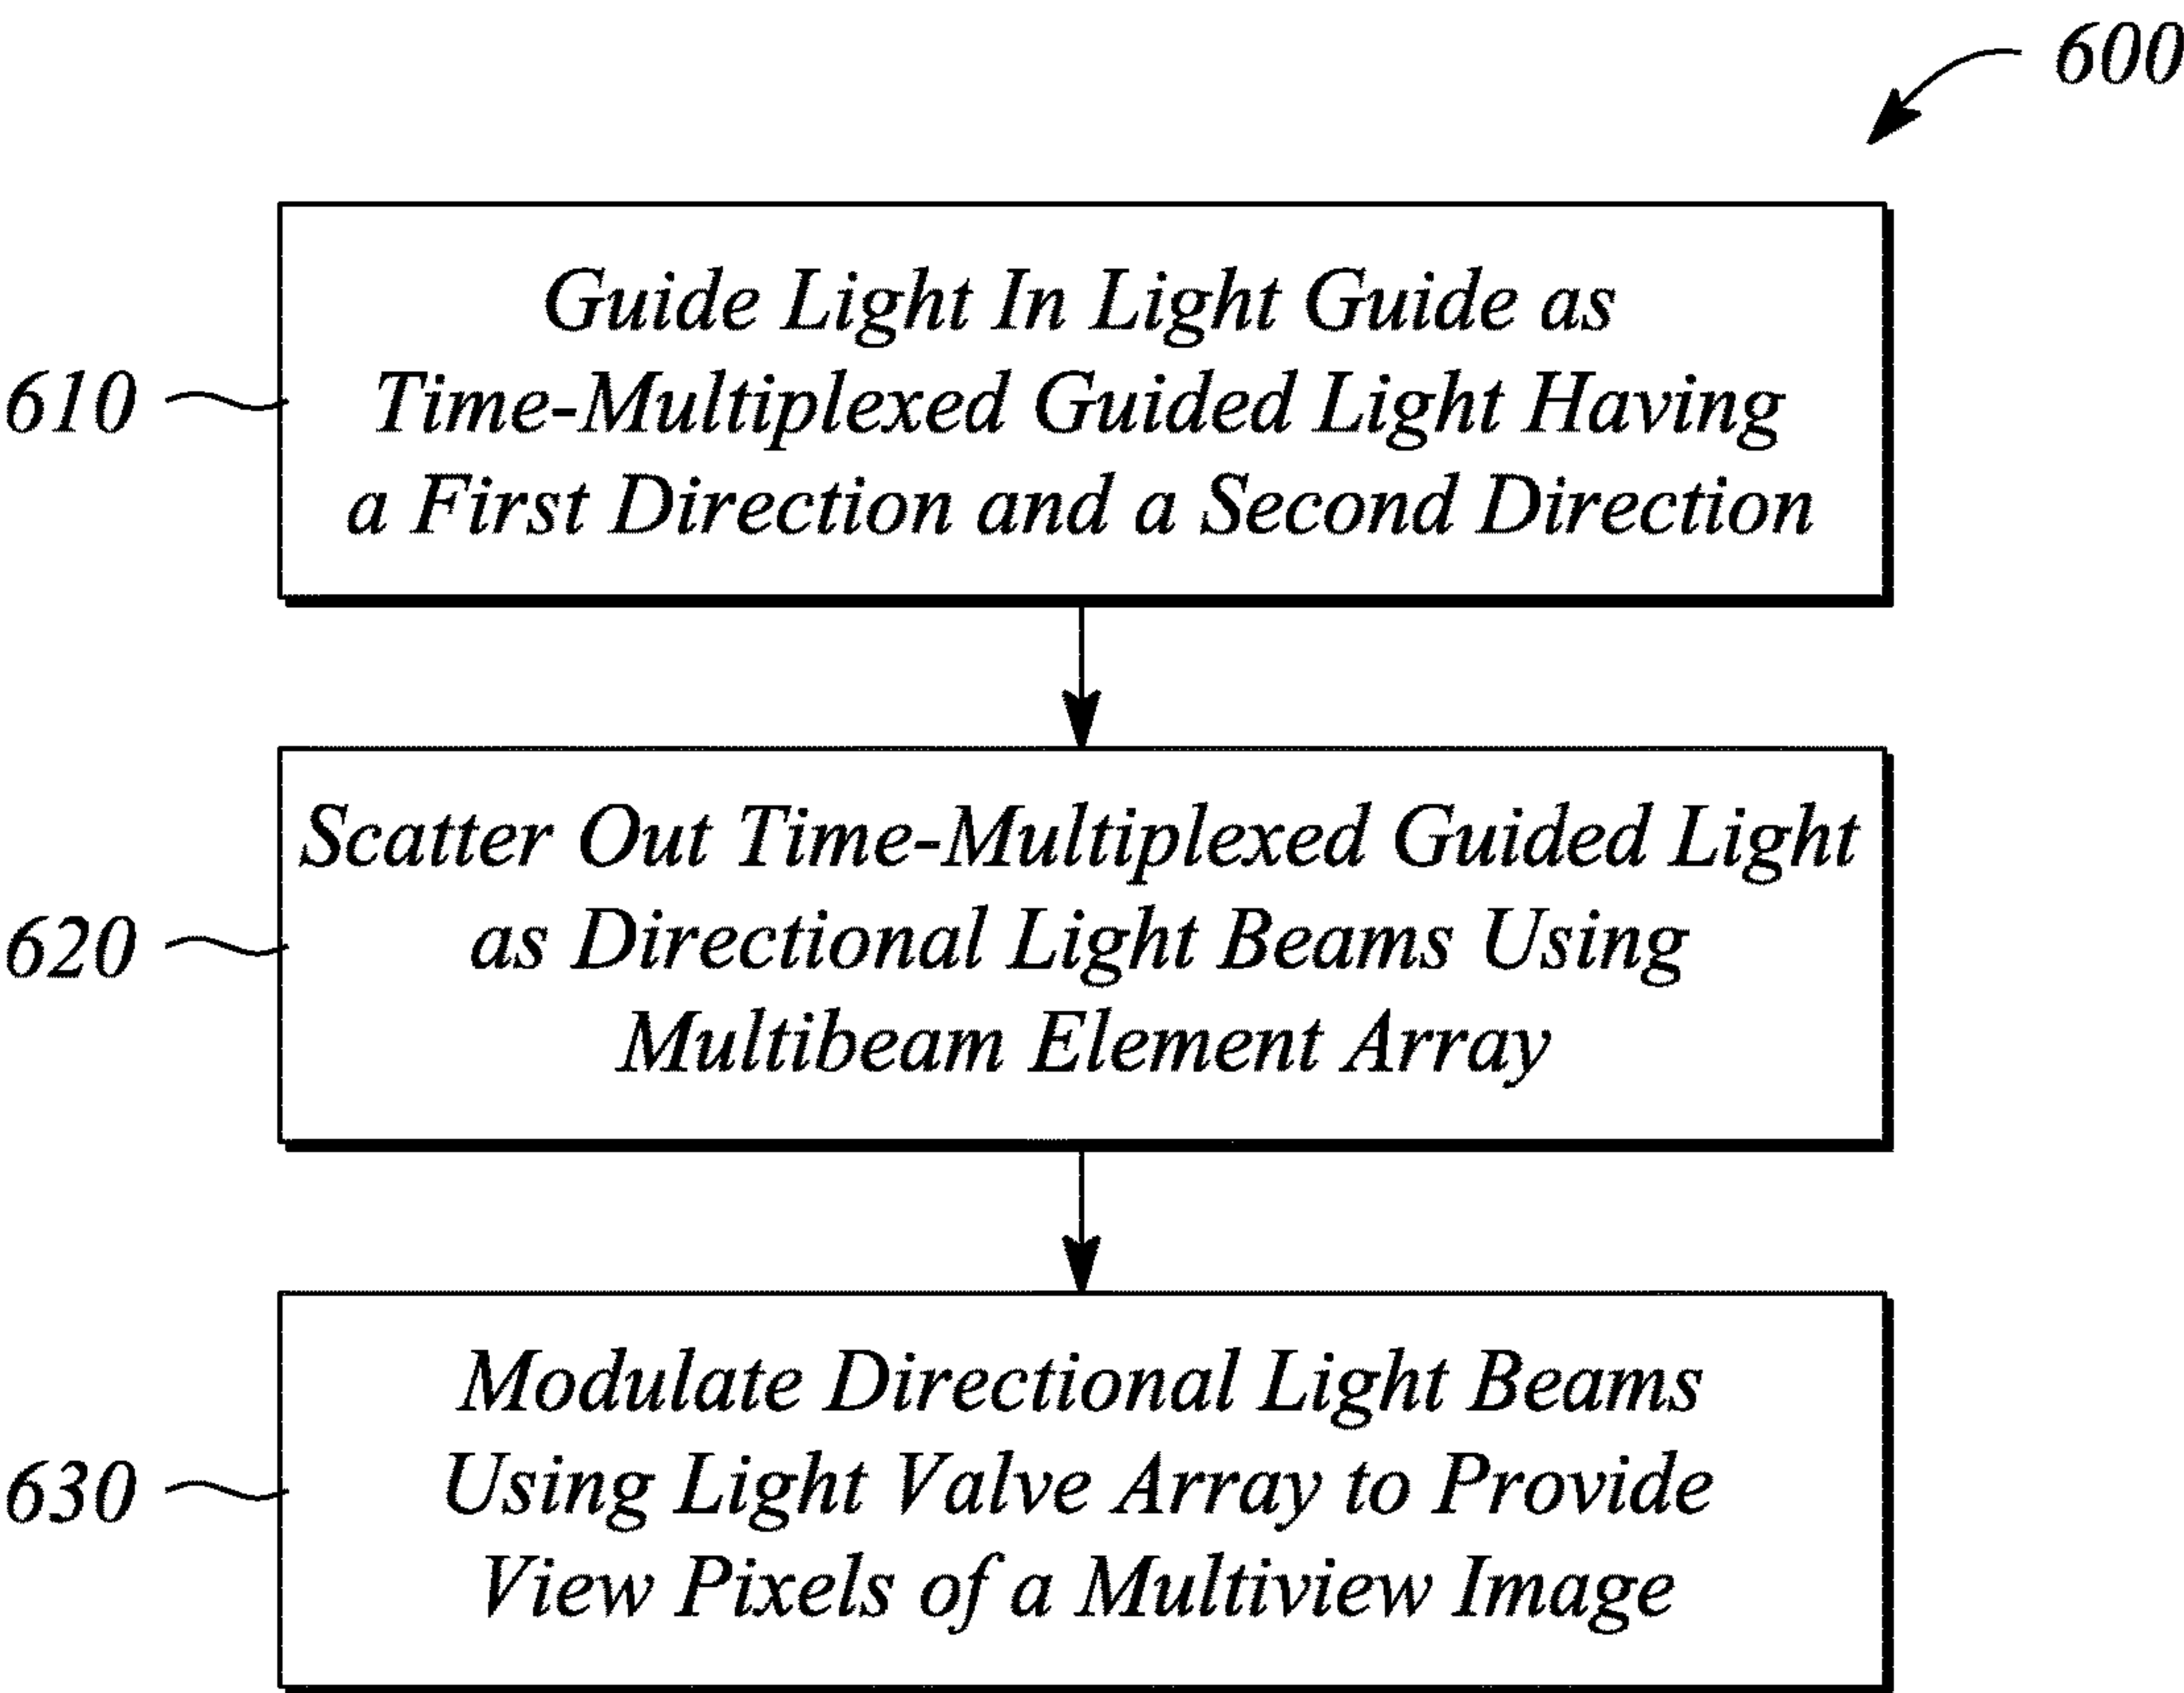 600
Guide Light In Light Guide as
Time-Multiplexed Guided Light Having
a First Direction and a Second Direction
610
Scatter Out Time-Multiplexed Guided Light
as Directional Light Beams Using
Multibeam Element Array
620
Modulate Directional Light Beams
Using Light Valve Array to Provide
View Pixels of a Multiview Image
630